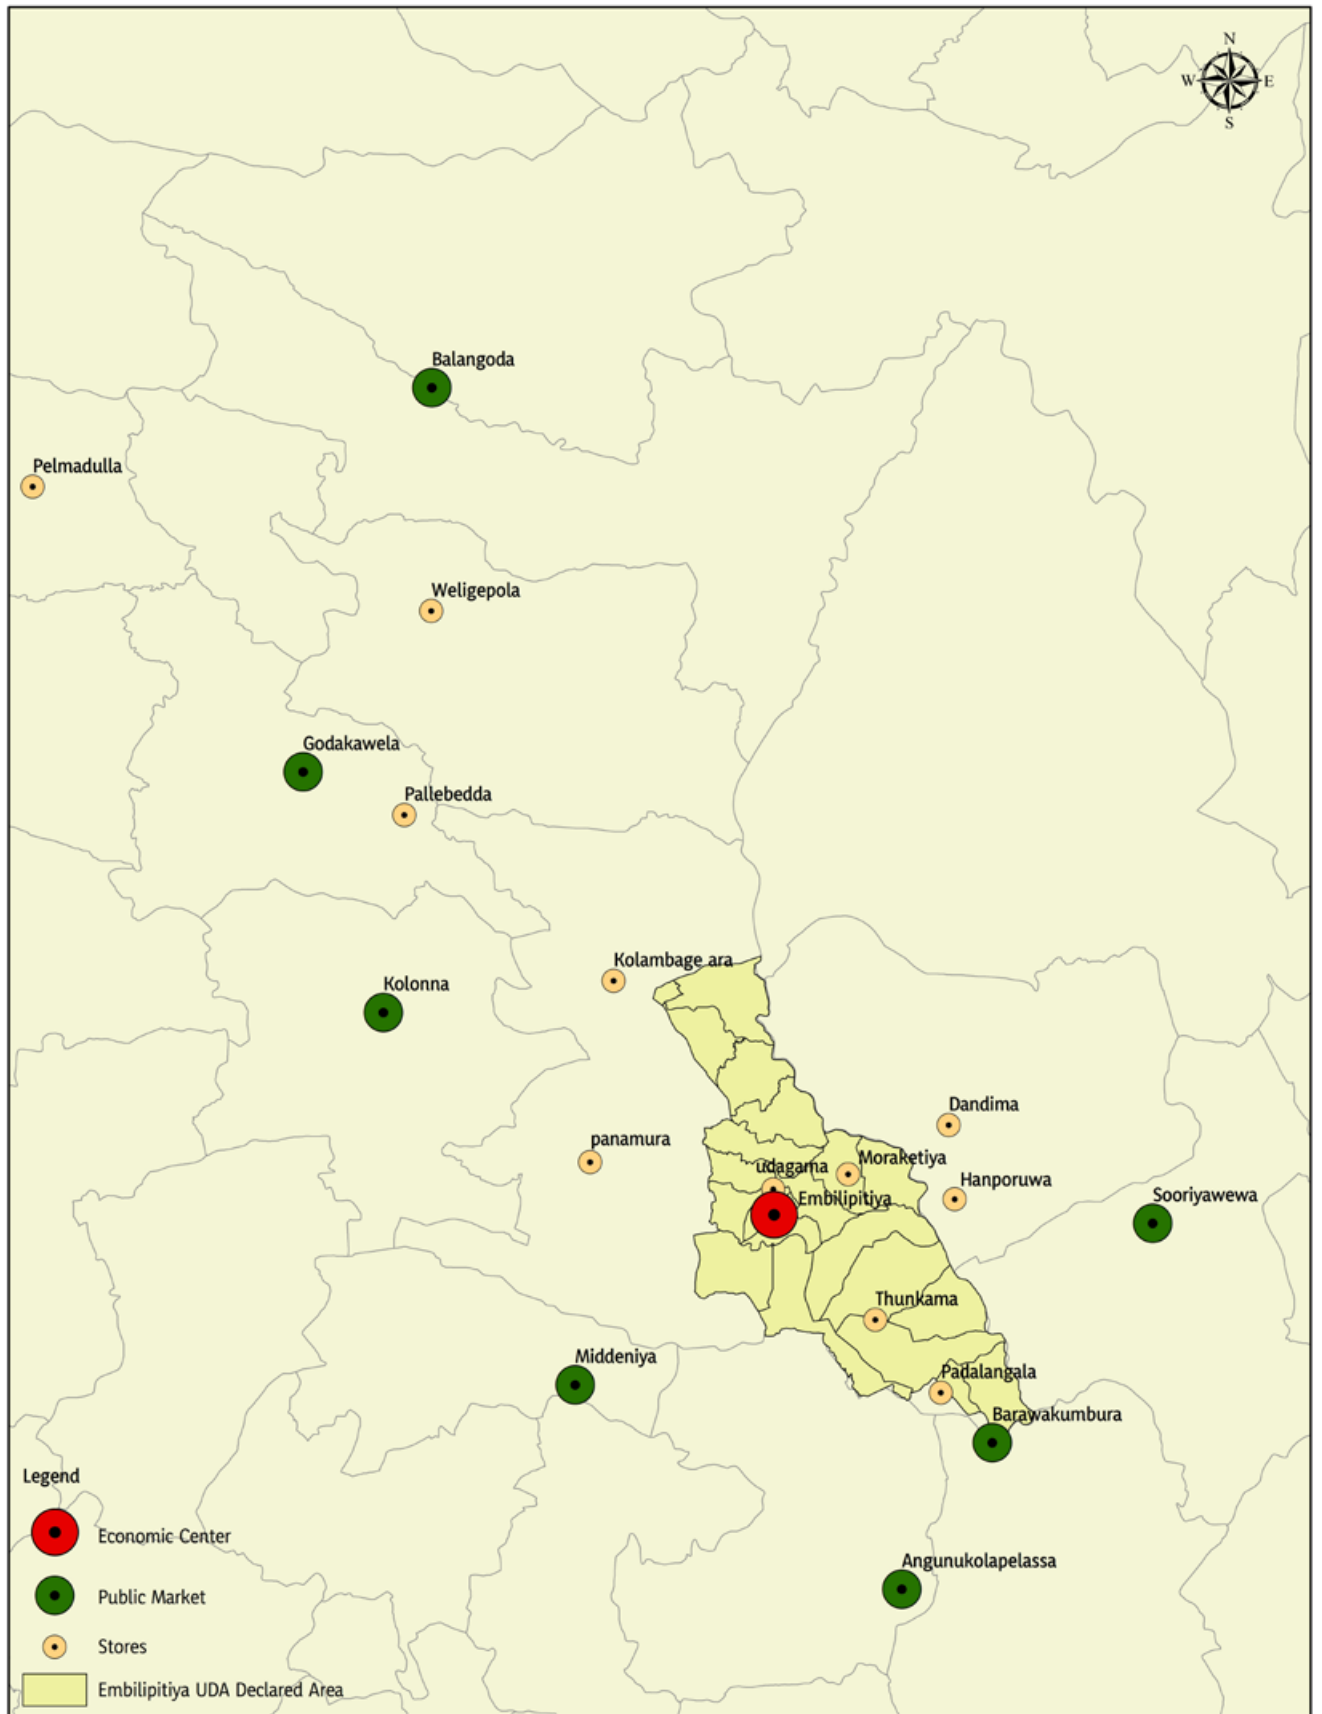 N
W E
S
Balangoda
Pelmadulla
Weligepola
Godakawela
Pallebedda
Kolambage ara
Kolonna
Dandima
panamura
Moraketiya
udagama
Hanporuwa
Embilipitiya
Sooriyawewa
Thunkama
Middeniya
Padalangala
Barawakumbura
Angunukolapelassa
Legend
Economic Center
Public Market
Stores
Embilipitiya UDA Declared Area